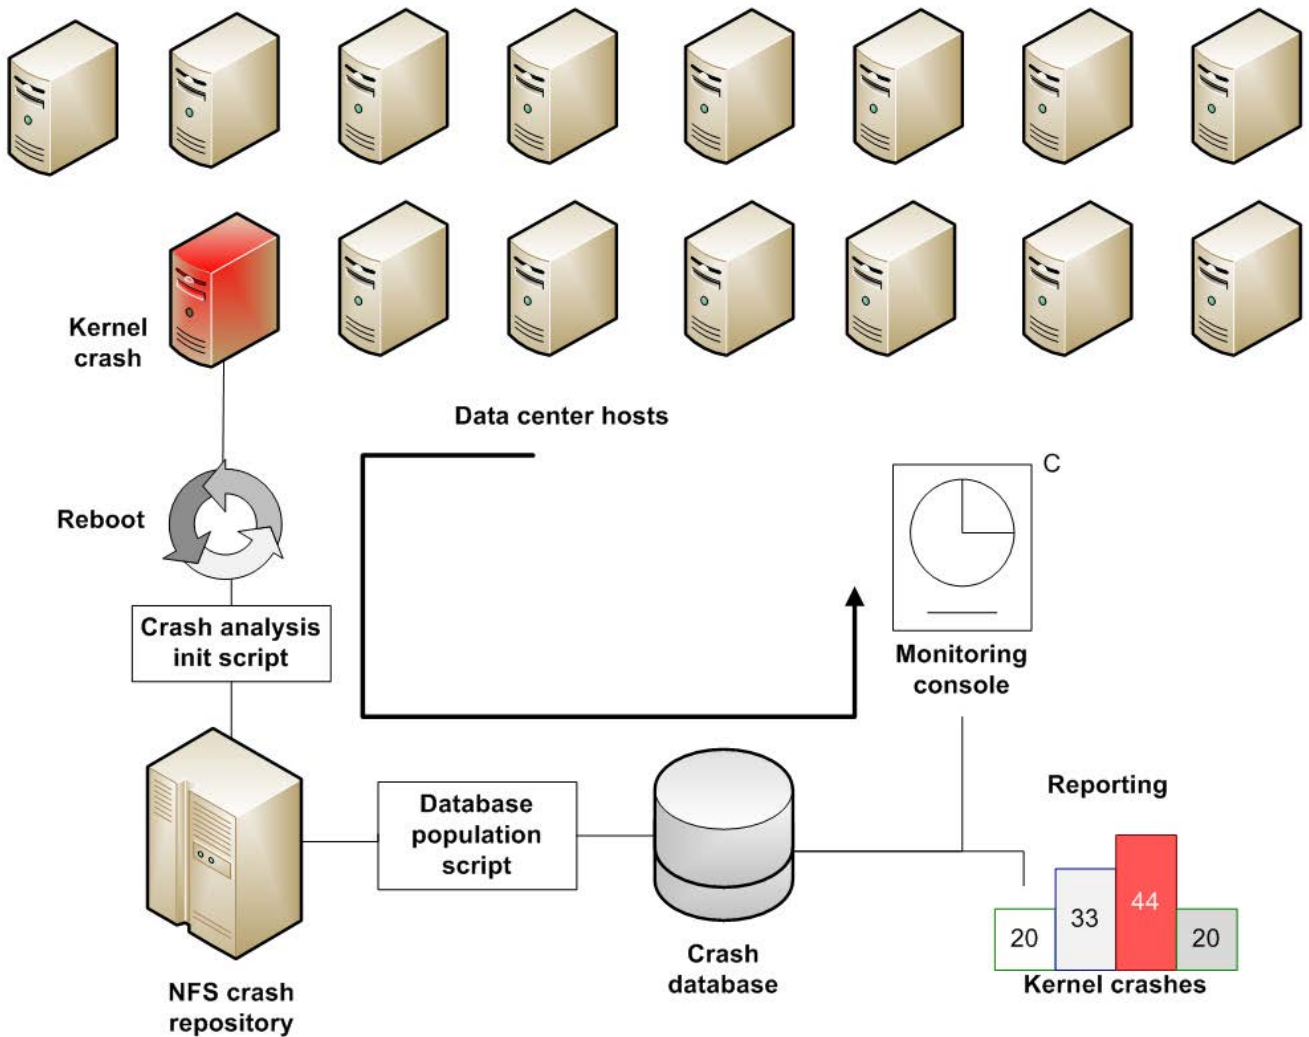 Kernel
crash
Data center hosts
C
Reboot
Crash analysis
init script
Monitoring
console
Database
population
script
Reporting
20
33
44
20
Kernel crashes
Crash
database
NFS crash
repository